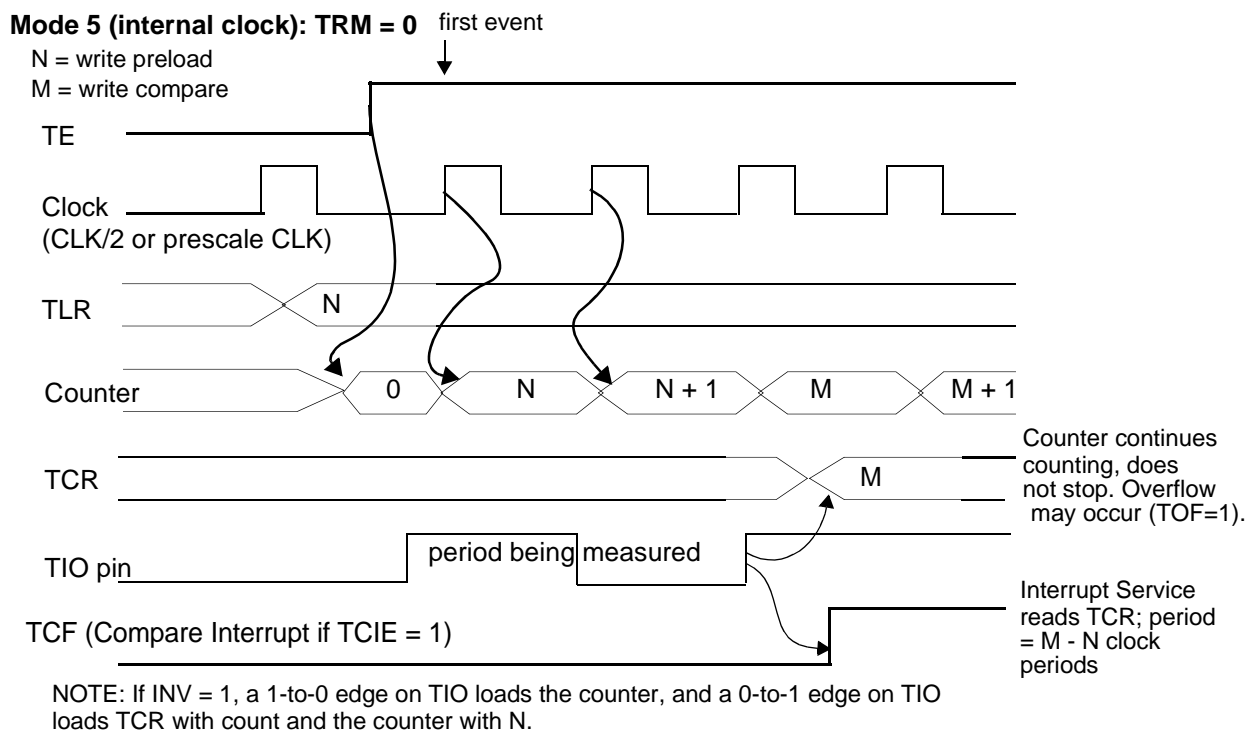 Mode 5 (internal clock): TRM = 0
first event
N = write preload
M = write compare
TE
Clock
(CLK/2 or prescale CLK)
TLR
N
Counter
0
N
N + 1
M
M + 1
TCR
M
Counter continues
counting, does
not stop. Overflow
may occur (TOF=1).
TIO pin
period being measured
TCF (Compare Interrupt if TCIE = 1)
Interrupt Service
reads TCR; period
= M - N clock
periods
NOTE: If INV = 1, a 1-to-0 edge on TIO loads the counter, and a 0-to-1 edge on TIO
loads TCR with count and the counter with N.